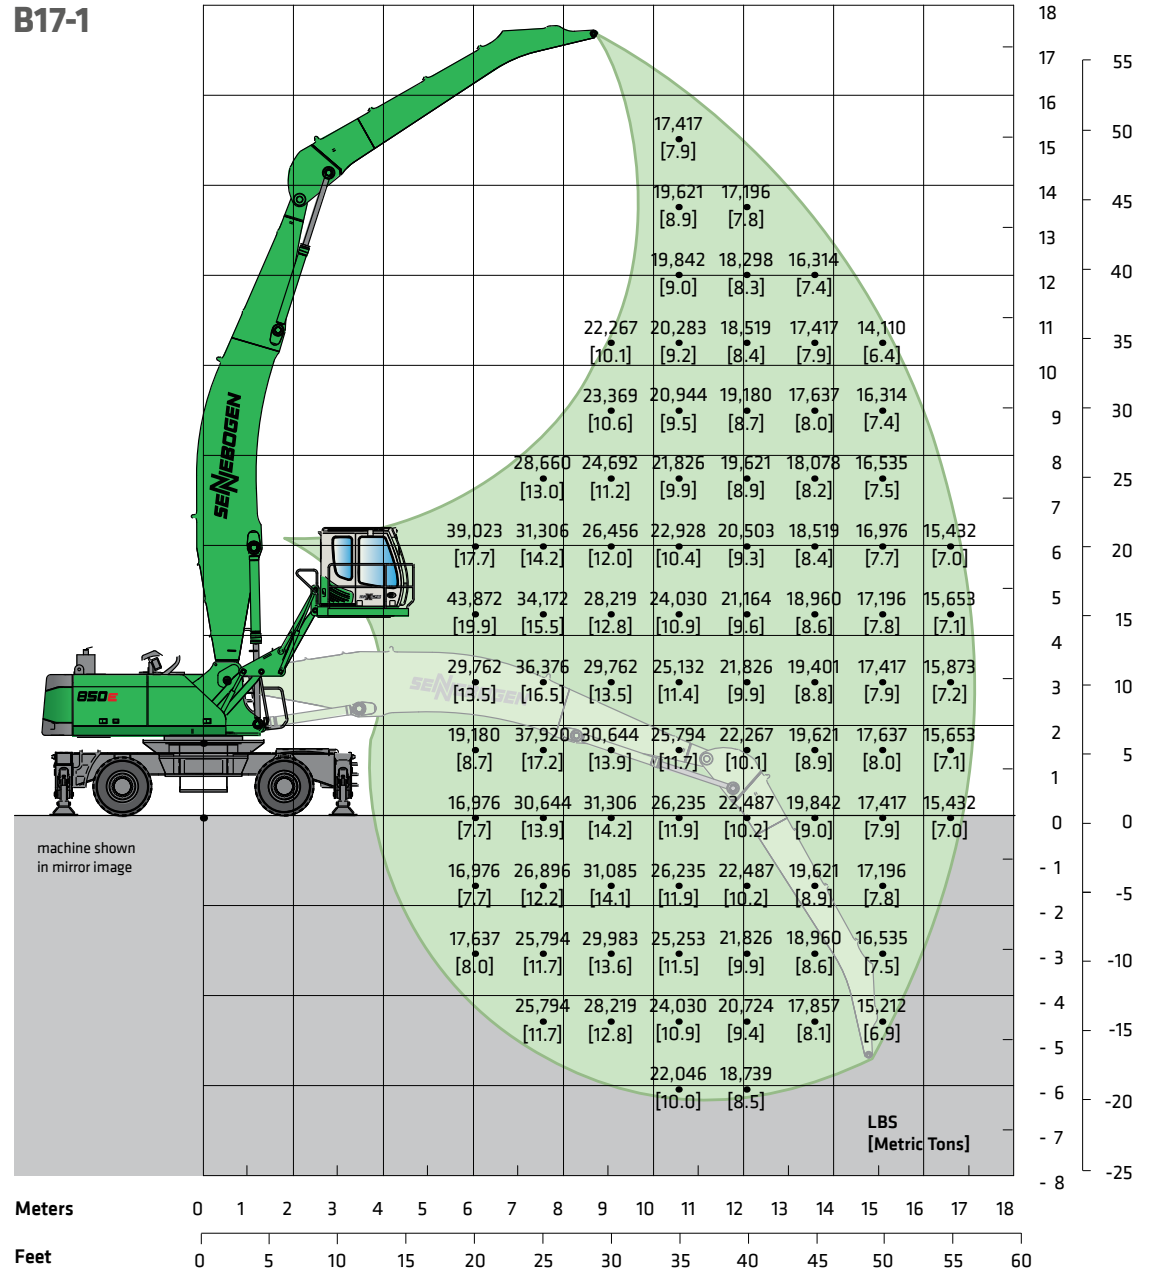 B17-1
18
17
55
16
17,417
50
[7.9]
15
14
19,621 17,196
45
[8.9] [7.8]
13
19,842 18,298 16,314
40
12
[9.0] [8.3] [7.4]
22,267 20,283 18,519 17,417 14,110
11
35
[10.1] [9.2] [8.4] [7.9] [6.4]
10
23,369 20,944 19,180 17,637 16,314
30
9
[10.6] [9.5] [8.7] [8.0] [7.4]
SENNEBOGEN
28,660 24,692 21,826 19,621 18,078 16,535
8
25
[13.0] [11.2] [9.9] [8.9] [8.2] [7.5]
7
39,023 31,306 26,456 22,928 20,503 18,519 16,976 15,432
6
20
[17.7] [14.2] [12.0] [10.4] [9.3] [8.4] [7.7] [7.0]
43,872 34,172 28,219 24,030 21,164 18,960 17,196 15,653
5
15
[19.9] [15.5] [12.8] [10.9] [9.6] [8.6] [7.8] [7.1]
4
29,762 36,376 29,762 25,132 21,826 19,401 17,417 15,873
3
10
[13.5] [16.5] [13.5] [11.4] [9.9] [8.8] [7.9] [7.2]
SENNEBOGEN
850E
19,180 37,920 30,644 25,794 22,267 19,621 17,637 15,653
2
5
[8.7] [17.2] [13.9] [11.7] [10.1] [8.9] [8.0] [7.1]
1
16,976 30,644 31,306 26,235 22,487 19,842 17,417 15,432
0
0
[7.7] [13.9] [14.2] [11.9] [10.2] [9.0] [7.9] [7.0]
machine shown
in mirror image
- 1
16,976 26,896 31,085 26,235 22,487 19,621 17,196
-5
[7.7] [12.2] [14.1] [11.9] [10.2] [8.9] [7.8]
- 2
17,637 25,794 29,983 25,253 21,826 18,960 16,535
- 3
-10
[8.0] [11.7] [13.6] [11.5] [9.9] [8.6] [7.5]
- 4
25,794 28,219 24,030 20,724 17,857 15,212
-15
[11.7] [12.8] [10.9] [9.4] [8.1] [6.9]
- 5
22,046 18,739
- 6
-20
[10.0] [8.5]
LBS
[Metric Tons]
- 7
-25
- 8
Meters 0 1 2 3 4 5 6 7 8 9 10 11 12 13 14 15 16 17 18
Feet 0 5 10 15 20 25 30 35 40 45 50 55 60